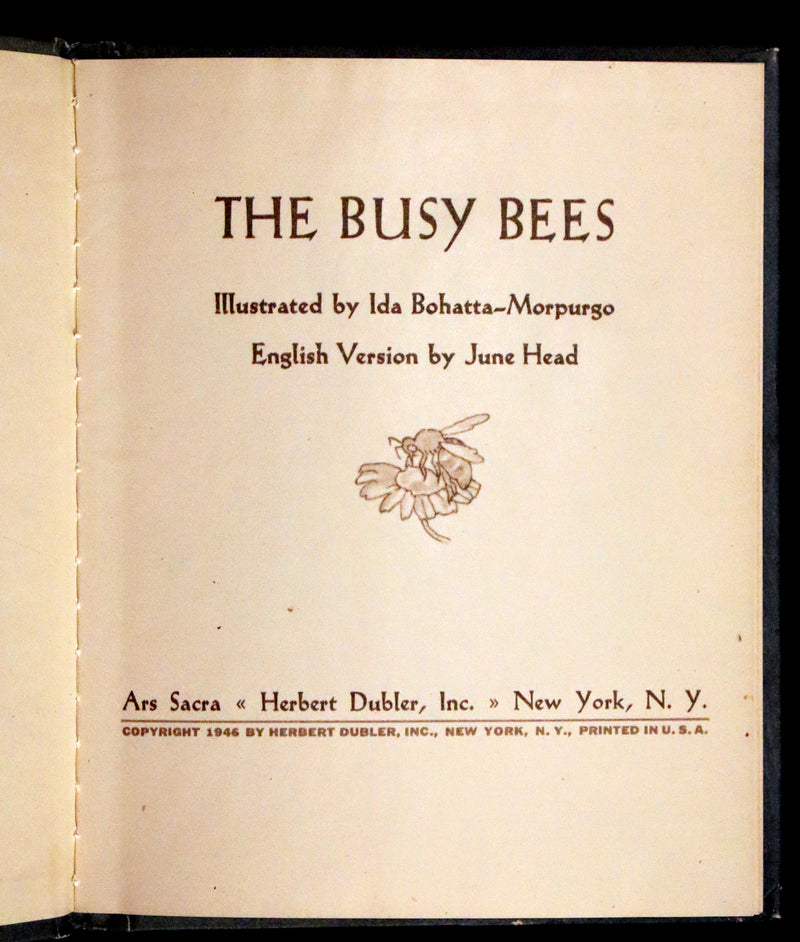 THE BUSY BEES
Illustrated by Ida Bohatta-Morpurgo
English Version by June Head
Ars Sacra « Herbert Dubler, Inc. » New York, N. Y.
COPYRIGHT 1946 BY HERBERT DUBLER, INC., NEW YORK, N. Y., PRINTED IN U. S. A.